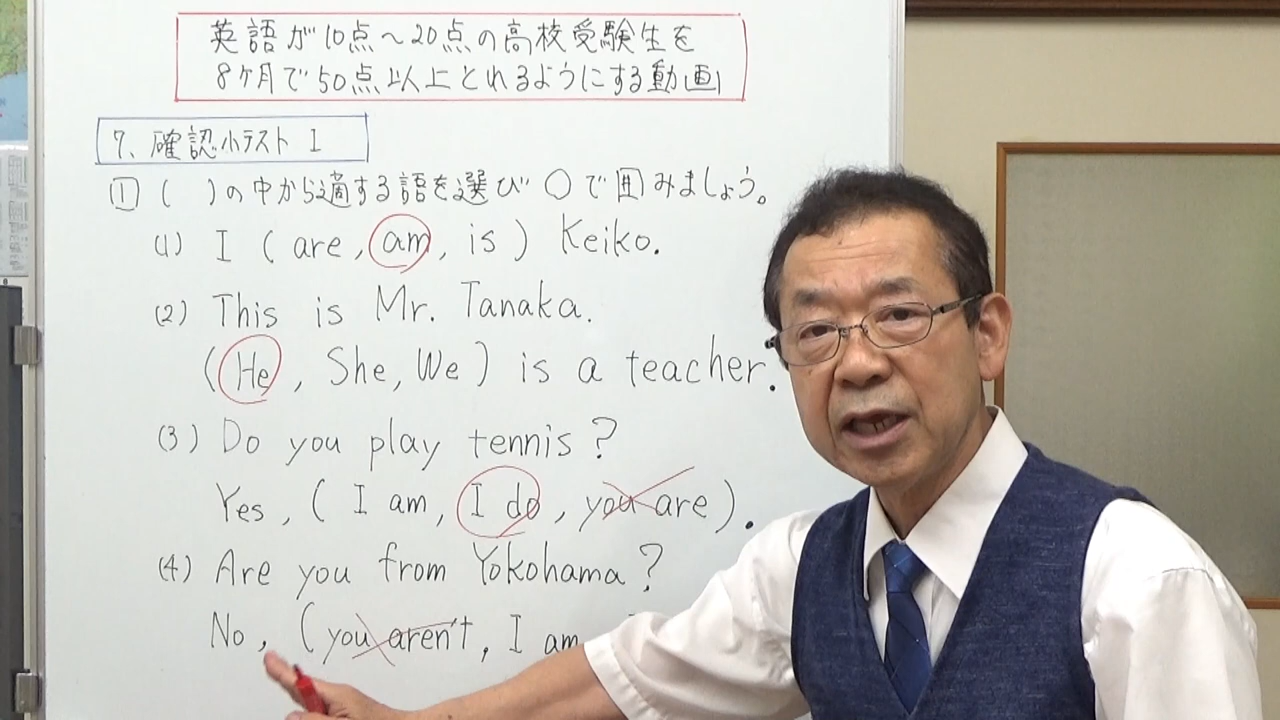 英語が10点～20点の高校受験生を
8ヶ月で50点以上とれるようにする動画
7、確認小テスト 1
① ( )の中から適する語を選び ○で囲みましょう。
(1) I ( are , am , is ) Keiko.
(2) This is Mr. Tanaka.
( He , She, We ) is a teacher.
(3) Do you play tennis ?
Yes , ( I am, I do , you are ).
(4) Are you from Yokohama ?
No , ( you aren't , I am